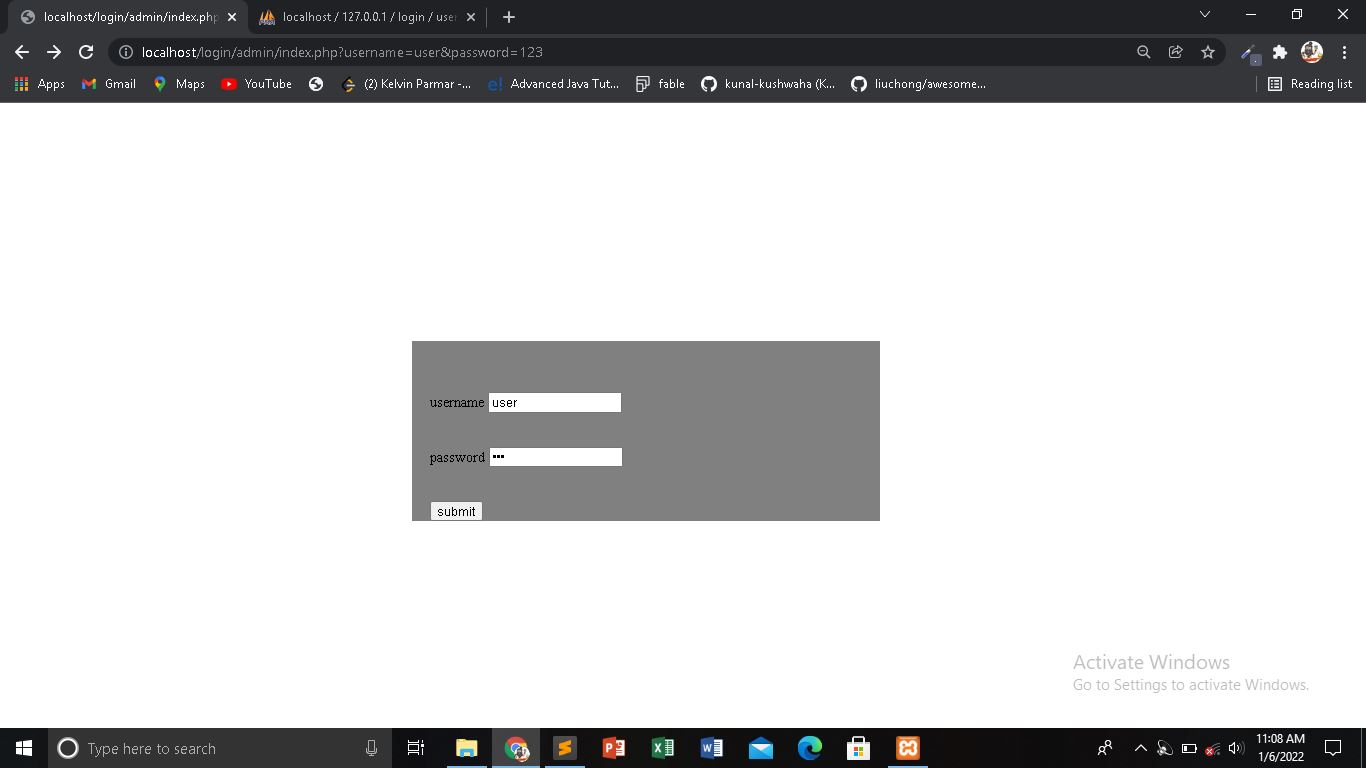 localhost/login/admin/index.php
localhost / 127.0.0.1 / login / user
localhost/login/admin/index.php?username=user&password=123
Apps
Gmail
Maps
YouTube
(2) Kelvin Parmar -...
Advanced Java Tut...
fable
kunal-kushwaha (K...
liuchong/awesome...
Reading list
username user
password •••
submit
Activate Windows
Go to Settings to activate Windows.
Type here to search
11:08 AM
1/6/2022